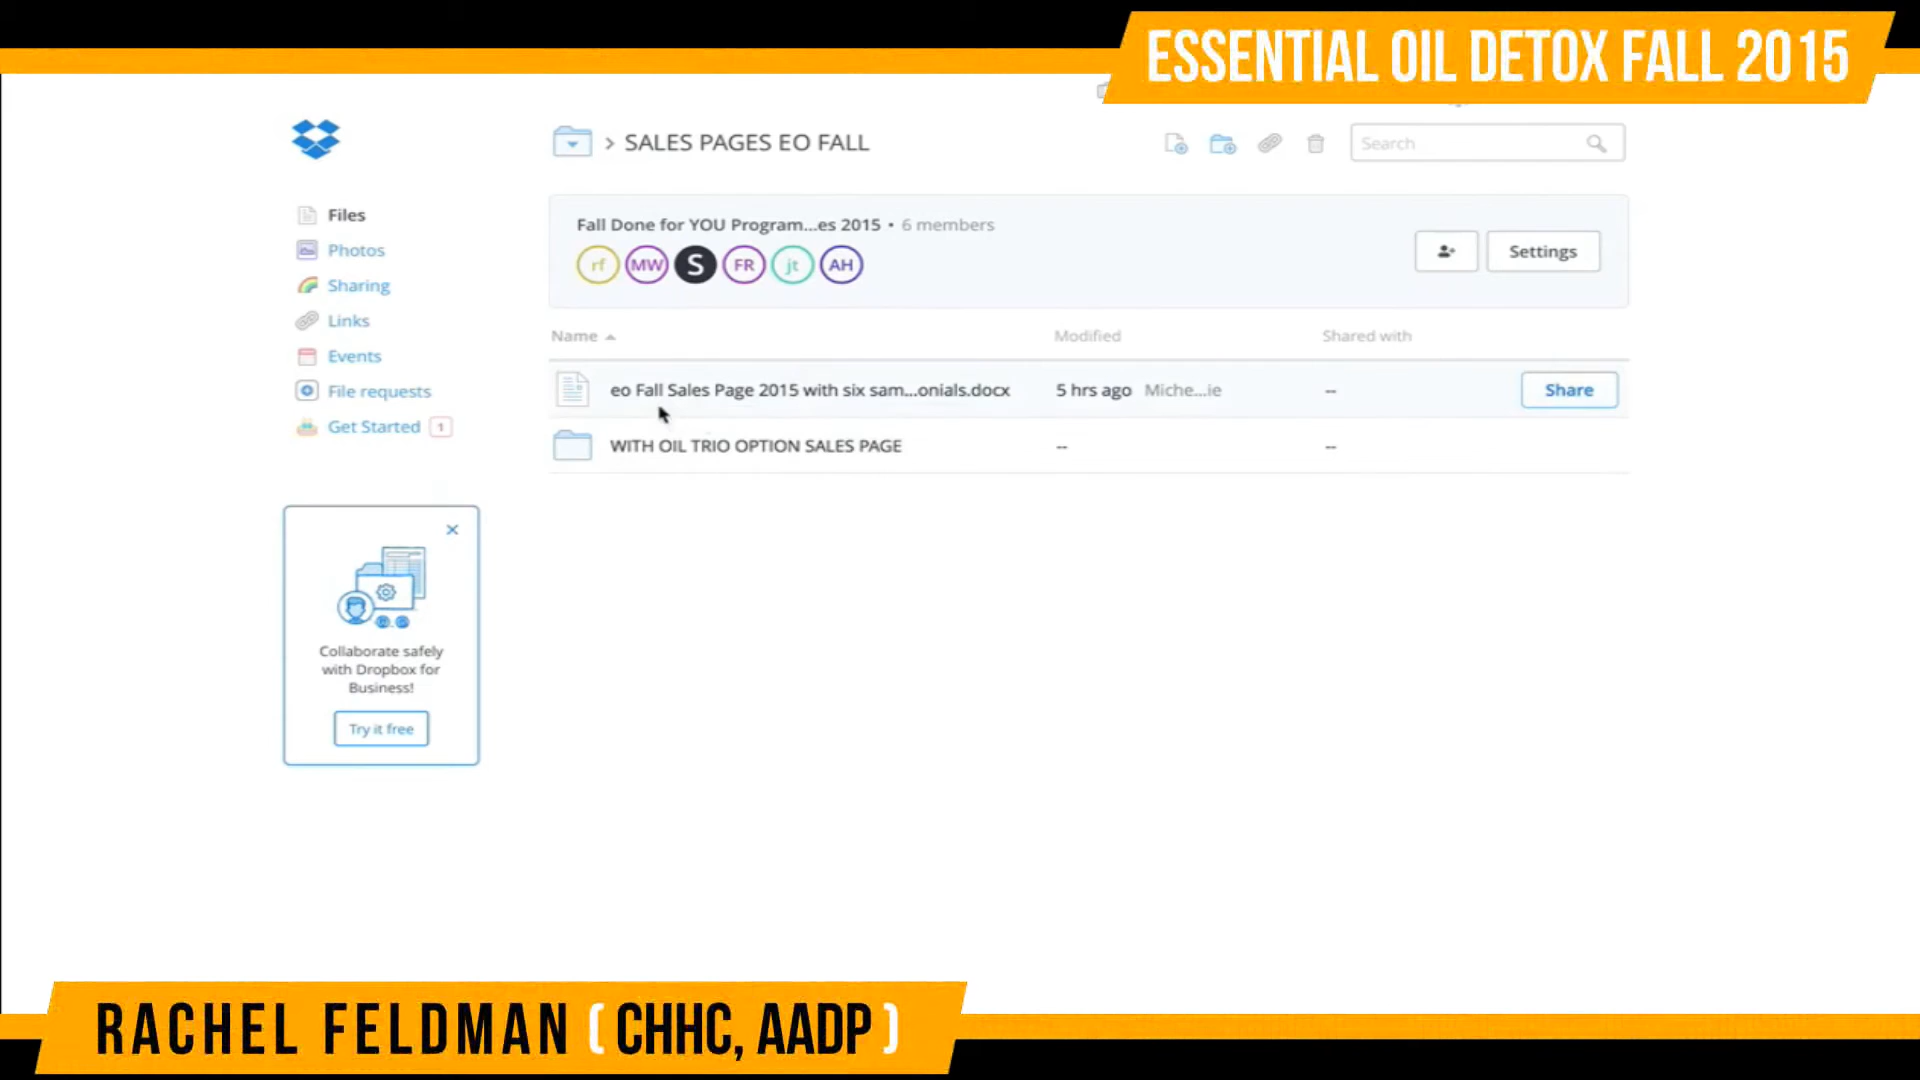 ESSENTIAL OIL DETOX FALL 2015
> SALES PAGES EO FALL
Search
Files
Photos
Sharing
Links
Events
File requests
Get Started 1
Fall Done for YOU Program...es 2015 • 6 members
rf MW S FR jt AH
Settings
Name Modified Shared with
eo Fall Sales Page 2015 with six sam...onials.docx 5 hrs ago Miche...ie -- Share
WITH OIL TRIO OPTION SALES PAGE -- --
Collaborate safely
with Dropbox for
Business!
Try it free
RACHEL FELDMAN (CHHC, AADP)